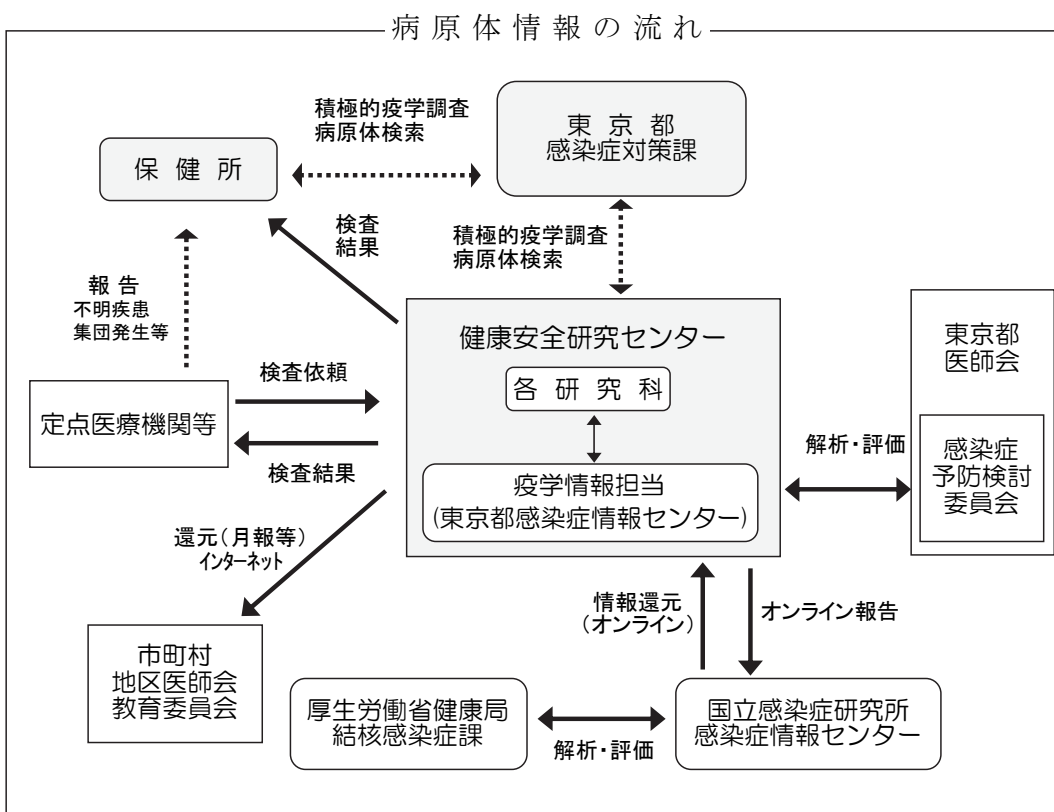 病原体情報の流れ
積極的疫学調査
病原体検索
東京都
感染症対策課
保健所
検査
結果
積極的疫学調査
病原体検索
報告
不明疾患
集団発生等
健康安全研究センター
各研究科
疫学情報担当
(東京都感染症情報センター)
東京都
医師会
感染症
予防検討
委員会
解析・評価
検査依頼
定点医療機関等
検査結果
還元(月報等)
インターネット
市町村
地区医師会
教育委員会
情報還元
(オンライン)
オンライン報告
厚生労働省健康局
結核感染症課
解析・評価
国立感染症研究所
感染症情報センター